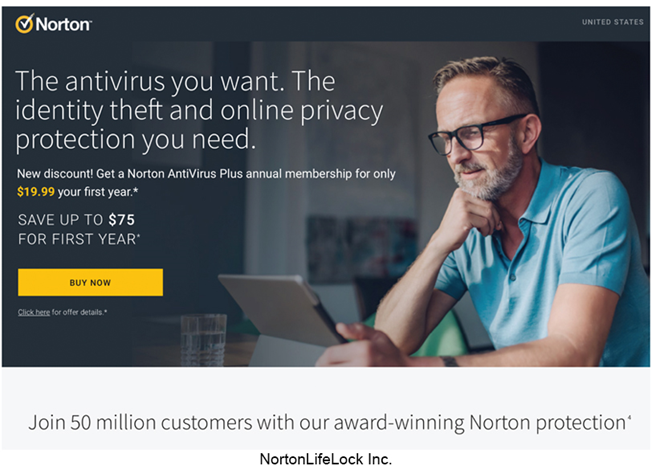 Norton
UNITED STATES
The antivirus you want. The
identity theft and online privacy
protection you need.
New discount! Get a Norton AntiVirus Plus annual membership for only
$19.99 your first year.*
SAVE UP TO $75
FOR FIRST YEAR*
BUY NOW
Click here for offer details.*
Join 50 million customers with our award-winning Norton protection⁴
NortonLifeLock Inc.